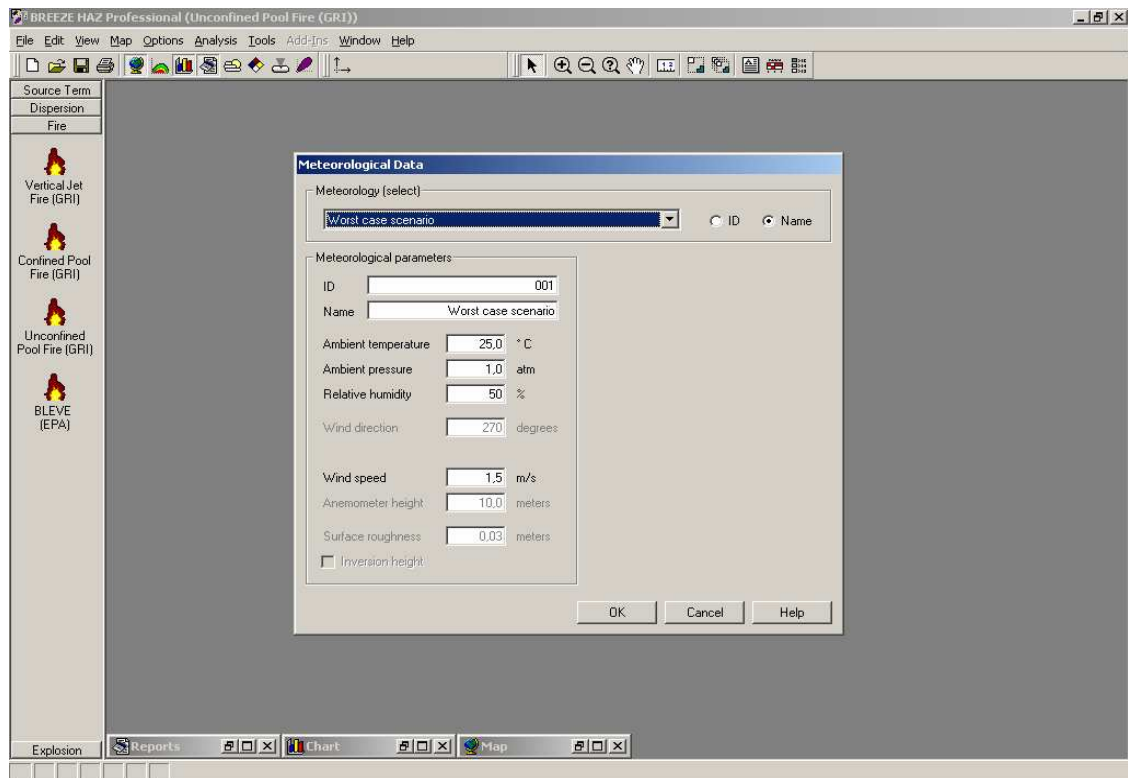 BREEZE HAZ Professional (Unconfined Pool Fire (GRI))
File Edit View Map Options Analysis Tools Add-Ins Window Help
Source Term
Dispersion
Fire
Vertical Jet
Fire (GRI)
Confined Pool
Fire (GRI)
Unconfined
Pool Fire (GRI)
BLEVE
(EPA)
Explosion
Meteorological Data
Meteorology (select)
Worst case scenario ID Name
Meteorological parameters
ID 001
Name Worst case scenario
Ambient temperature 25,0 °C
Ambient pressure 1,0 atm
Relative humidity 50 %
Wind direction 270 degrees
Wind speed 1,5 m/s
Anemometer height 10,0 meters
Surface roughness 0,03 meters
Inversion height
OK Cancel Help
Reports Chart Map